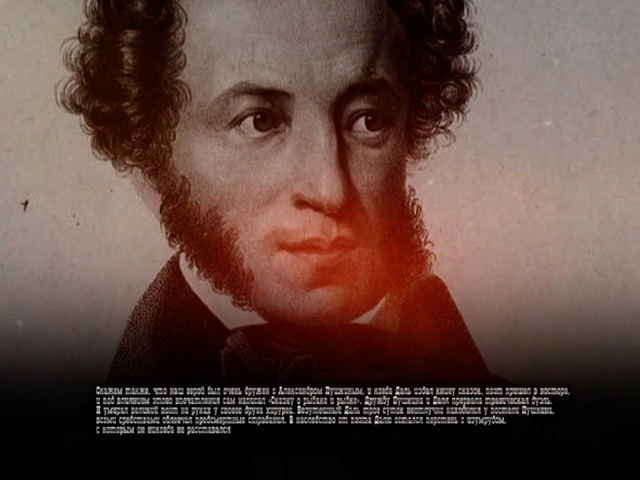 Скажем также, что наш герой был очень дружен с Александром Пушкиным, и когда Даль издал книгу сказок, поэт пришел в восторг,
и под влиянием этого впечатления сам написал «Сказку о рыбаке и рыбке». Дружбу Пушкина и Даля прервала трагическая дуэль.
И умирал великий поэт на руках у своего друга хирурга. Безутешный Даль трое суток неотлучно находился у постели Пушкина,
всеми средствами облегчал предсмертные страдания. В наследство от поэта Далю остался перстень с изумрудом,
с которым он никогда не расставался